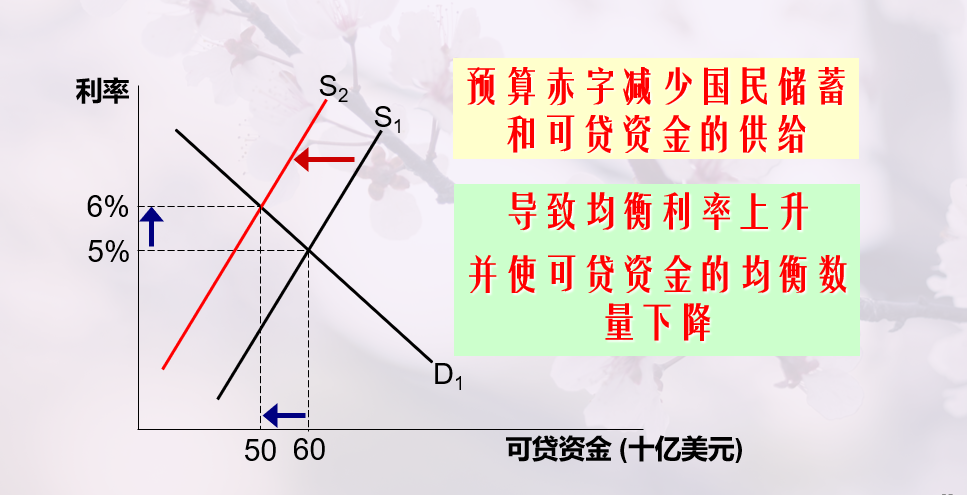 利率
S2
S1
6%
5%
D1
50
60
可贷资金 (十亿美元)
预算赤字减少国民储蓄
和可贷资金的供给
导致均衡利率上升
并使可贷资金的均衡数
量下降